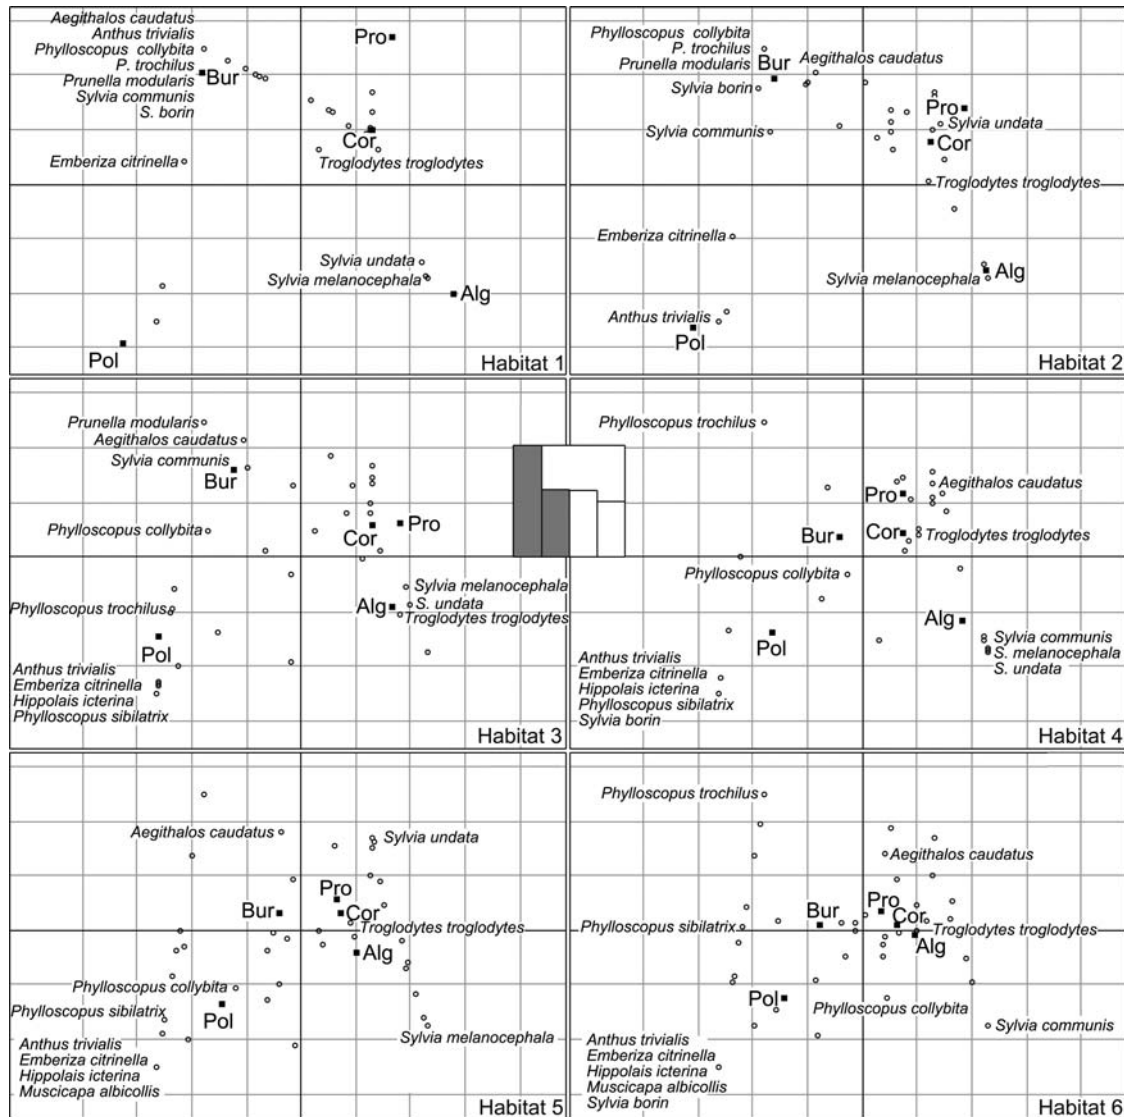 Aegithalos caudatus
Anthus trivialis
Phylloscopus collybita
P. trochilus
Prunella modularis
Sylvia communis
S. borin
Bur
Pro
Cor
Emberiza citrinella
Troglodytes troglodytes
Sylvia undata
Sylvia melanocephala
Alg
Pol
Habitat 1
Phylloscopus collybita
P. trochilus
Prunella modularis
Bur
Aegithalos caudatus
Sylvia borin
Pro
Sylvia undata
Sylvia communis
Cor
Troglodytes troglodytes
Emberiza citrinella
Alg
Sylvia melanocephala
Anthus trivialis
Pol
Habitat 2
Prunella modularis
Aegithalos caudatus
Sylvia communis
Bur
Phylloscopus collybita
Cor
Pro
Sylvia melanocephala
Alg
S. undata
Troglodytes troglodytes
Phylloscopus trochilus
Pol
Anthus trivialis
Emberiza citrinella
Hippolais icterina
Phylloscopus sibilatrix
Habitat 3
Phylloscopus trochilus
Pro
Aegithalos caudatus
Bur
Cor
Troglodytes troglodytes
Phylloscopus collybita
Alg
Pol
Sylvia communis
S. melanocephala
S. undata
Anthus trivialis
Emberiza citrinella
Hippolais icterina
Phylloscopus sibilatrix
Sylvia borin
Habitat 4
Aegithalos caudatus
Sylvia undata
Pro
Bur
Cor
Troglodytes troglodytes
Alg
Phylloscopus collybita
Phylloscopus sibilatrix
Pol
Sylvia melanocephala
Anthus trivialis
Emberiza citrinella
Hippolais icterina
Muscicapa albicollis
Habitat 5
Phylloscopus trochilus
Aegithalos caudatus
Pro
Bur
Cor
Phylloscopus sibilatrix
Troglodytes troglodytes
Alg
Pol
Phylloscopus collybita
Sylvia communis
Anthus trivialis
Emberiza citrinella
Hippolais icterina
Muscicapa albicollis
Sylvia borin
Habitat 6